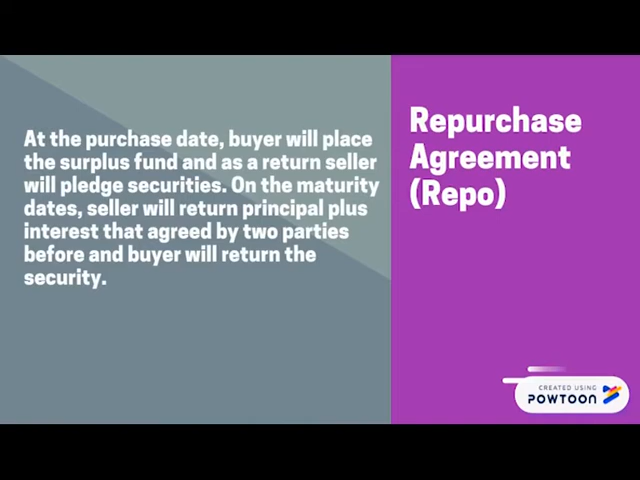 At the purchase date, buyer will place
the surplus fund and as a return seller
will pledge securities. On the maturity
dates, seller will return principal plus
interest that agreed by two parties
before and buyer will return the
security.
Repurchase
Agreement
(Repo)
CREATED USING
POWTOON